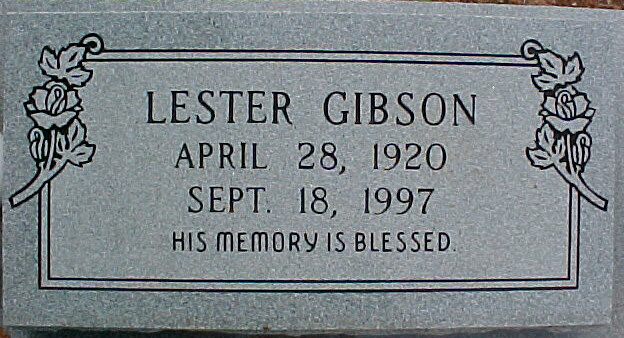 LESTER GIBSON
APRIL 28, 1920
SEPT. 18, 1997
HIS MEMORY IS BLESSED.